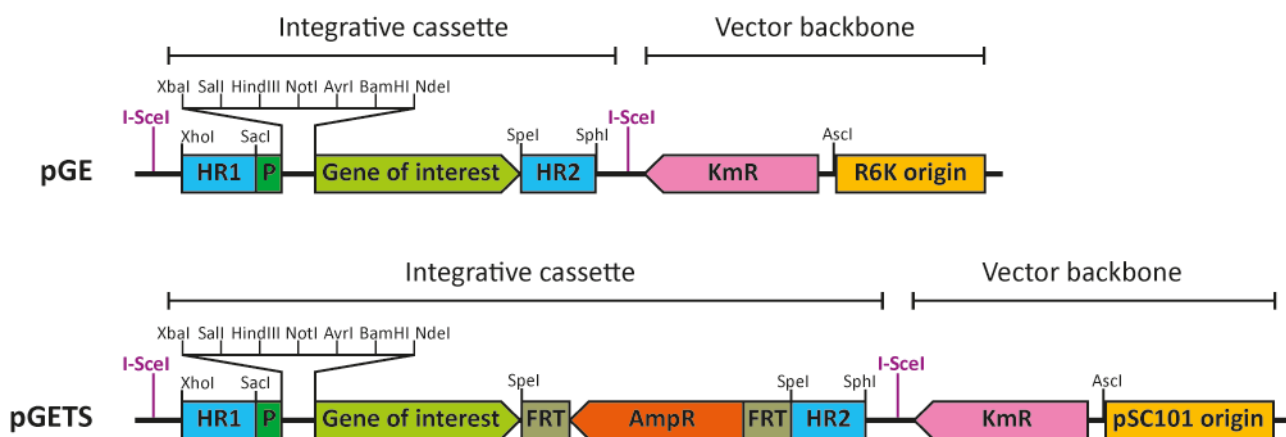 Integrative cassette Vector backbone
XbaI SalI HindIII NotI AvrI BamHI NdeI
I-SceI I-SceI
XhoI SacI SpeI SphI AscI
pGE HR1 P Gene of interest HR2 KmR R6K origin
Integrative cassette Vector backbone
XbaI SalI HindIII NotI AvrI BamHI NdeI
I-SceI I-SceI
XhoI SacI SpeI SpeI SphI AscI
pGETS HR1 P Gene of interest FRT AmpR FRT HR2 KmR pSC101 origin